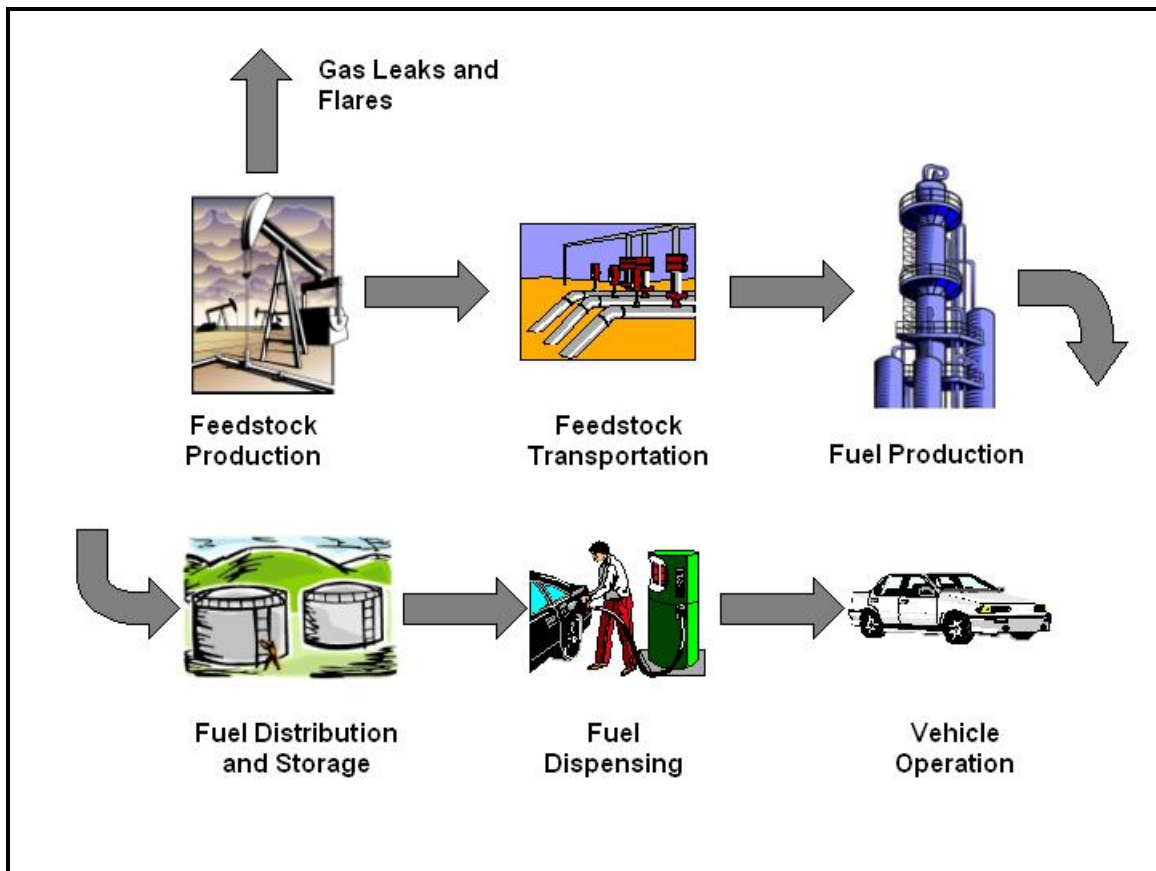 Gas Leaks and
Flares
Feedstock
Production
Feedstock
Transportation
Fuel Production
Fuel Distribution
and Storage
Fuel
Dispensing
Vehicle
Operation